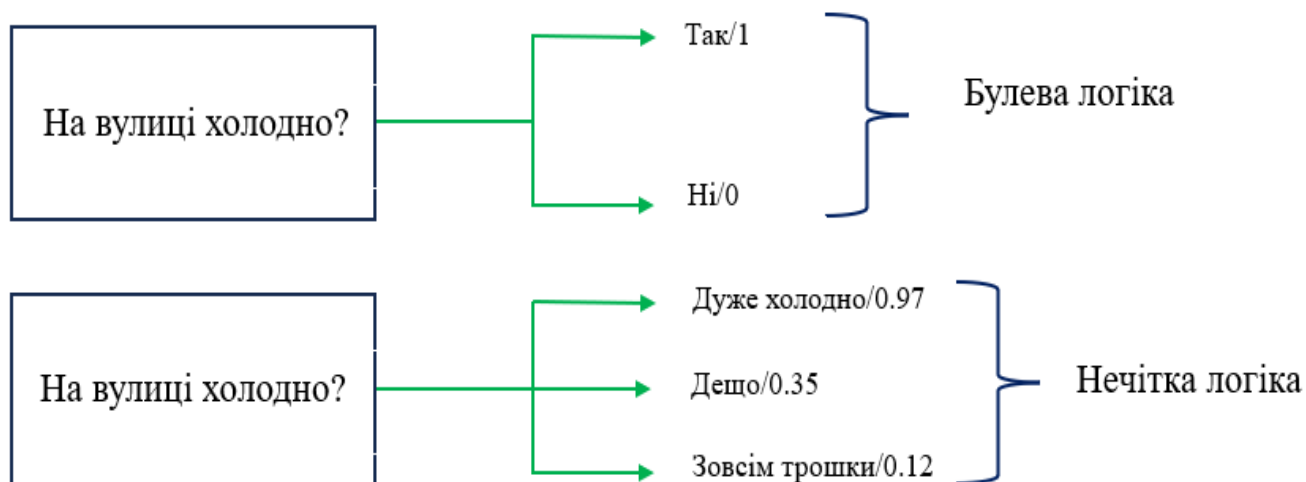 На вулиці холодно?
Так/1
Ні/0
Булева логіка
На вулиці холодно?
Дуже холодно/0.97
Дещо/0.35
Зовсім трошки/0.12
Нечітка логіка